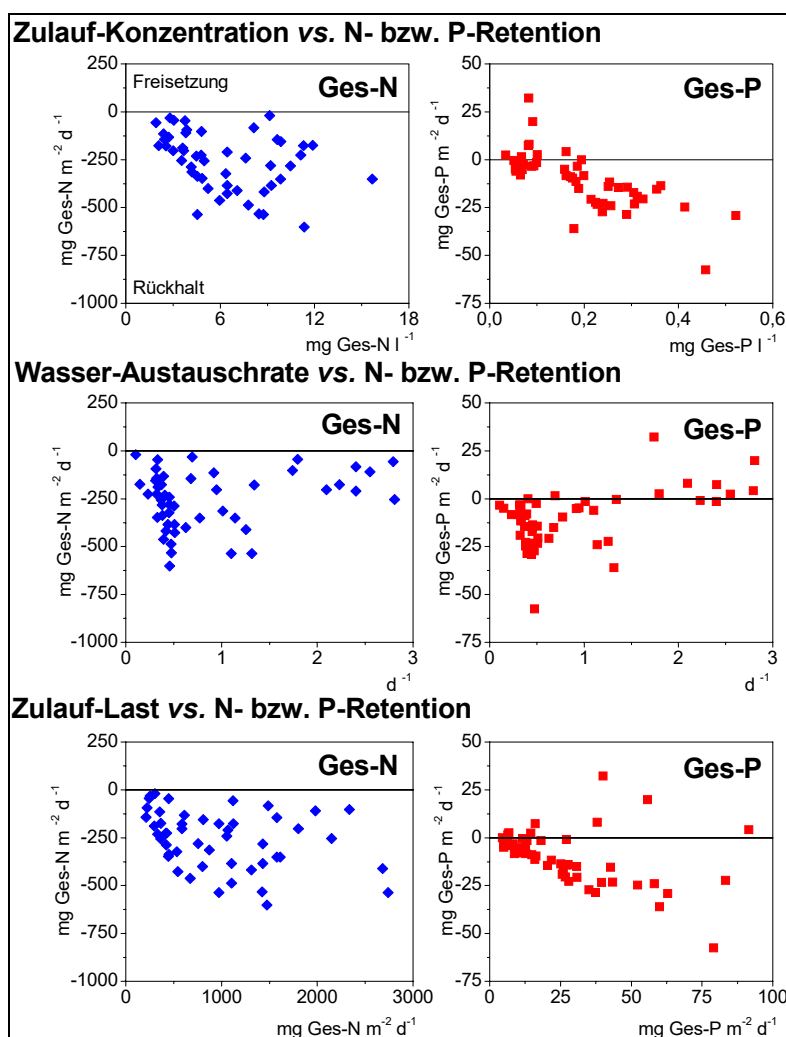 Zulauf-Konzentration vs. N- bzw. P-Retention
250
0
-250
-500
-750
-1000
mg Ges-N m⁻² d⁻¹
Freisetzung
Ges-N
Rückhalt
0
6
12
18
mg Ges-N l⁻¹
50
25
0
-25
-50
-75
mg Ges-P m⁻² d⁻¹
Ges-P
0,0
0,2
0,4
0,6
mg Ges-P l⁻¹
Wasser-Austauschrate vs. N- bzw. P-Retention
250
0
-250
-500
-750
-1000
mg Ges-N m⁻² d⁻¹
Ges-N
0
1
2
3
d⁻¹
50
25
0
-25
-50
-75
mg Ges-P m⁻² d⁻¹
Ges-P
0
1
2
3
d⁻¹
Zulauf-Last vs. N- bzw. P-Retention
250
0
-250
-500
-750
-1000
mg Ges-N m⁻² d⁻¹
Ges-N
0
1000
2000
3000
mg Ges-N m⁻² d⁻¹
50
25
0
-25
-50
-75
mg Ges-P m⁻² d⁻¹
Ges-P
0
25
50
75
100
mg Ges-P m⁻² d⁻¹